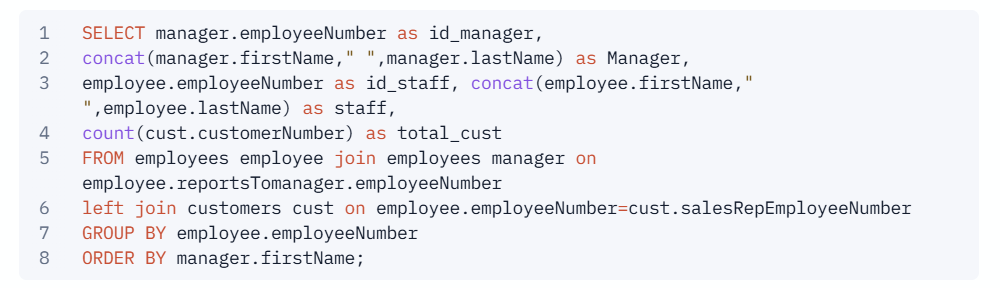 1 SELECT manager.employeeNumber as id_manager,
2 concat(manager.firstName," ",manager.lastName) as Manager,
3 employee.employeeNumber as id_staff, concat(employee.firstName,"
",employee.lastName) as staff,
4 count(cust.customerNumber) as total_cust
5 FROM employees employee join employees manager on
employee.reportsTomanager.employeeNumber
6 left join customers cust on employee.employeeNumber=cust.salesRepEmployeeNumber
7 GROUP BY employee.employeeNumber
8 ORDER BY manager.firstName;